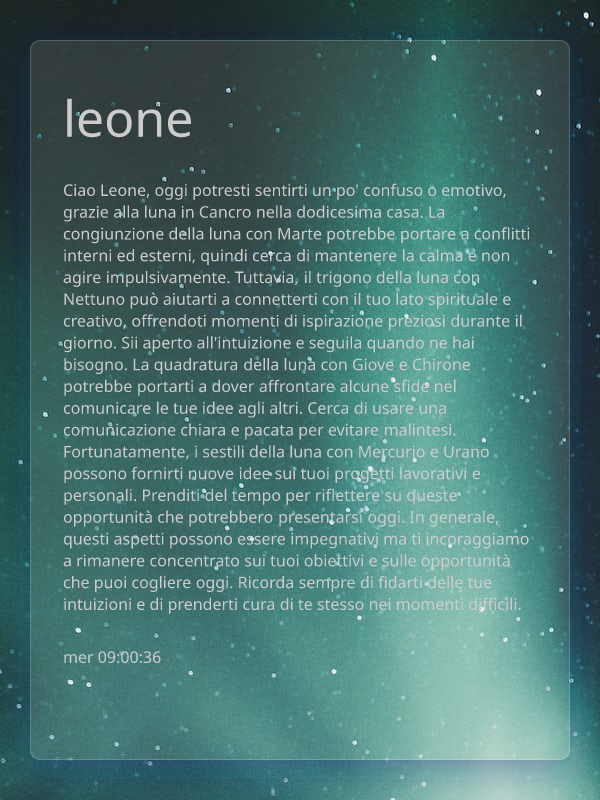 leone
Ciao Leone, oggi potresti sentirti un po' confuso o emotivo,
grazie alla luna in Cancro nella dodicesima casa. La
congiunzione della luna con Marte potrebbe portare a conflitti
interni ed esterni, quindi cerca di mantenere la calma e non
agire impulsivamente. Tuttavia, il trigono della luna con
Nettuno può aiutarti a connetterti con il tuo lato spirituale e
creativo, offrendoti momenti di ispirazione preziosi durante il
giorno. Sii aperto all'intuizione e seguila quando ne hai
bisogno. La quadratura della luna con Giove e Chirone
potrebbe portarti a dover affrontare alcune sfide nel
comunicare le tue idee agli altri. Cerca di usare una
comunicazione chiara e pacata per evitare malintesi.
Fortunatamente, i sestili della luna con Mercurio e Urano
possono fornirti nuove idee sui tuoi progetti lavorativi e
personali. Prenditi del tempo per riflettere su queste
opportunità che potrebbero presentarsi oggi. In generale,
questi aspetti possono essere impegnativi ma ti incoraggiamo
a rimanere concentrato sui tuoi obiettivi e sulle opportunità
che puoi cogliere oggi. Ricorda sempre di fidarti delle tue
intuizioni e di prenderti cura di te stesso nei momenti difficili.
mer 09:00:36